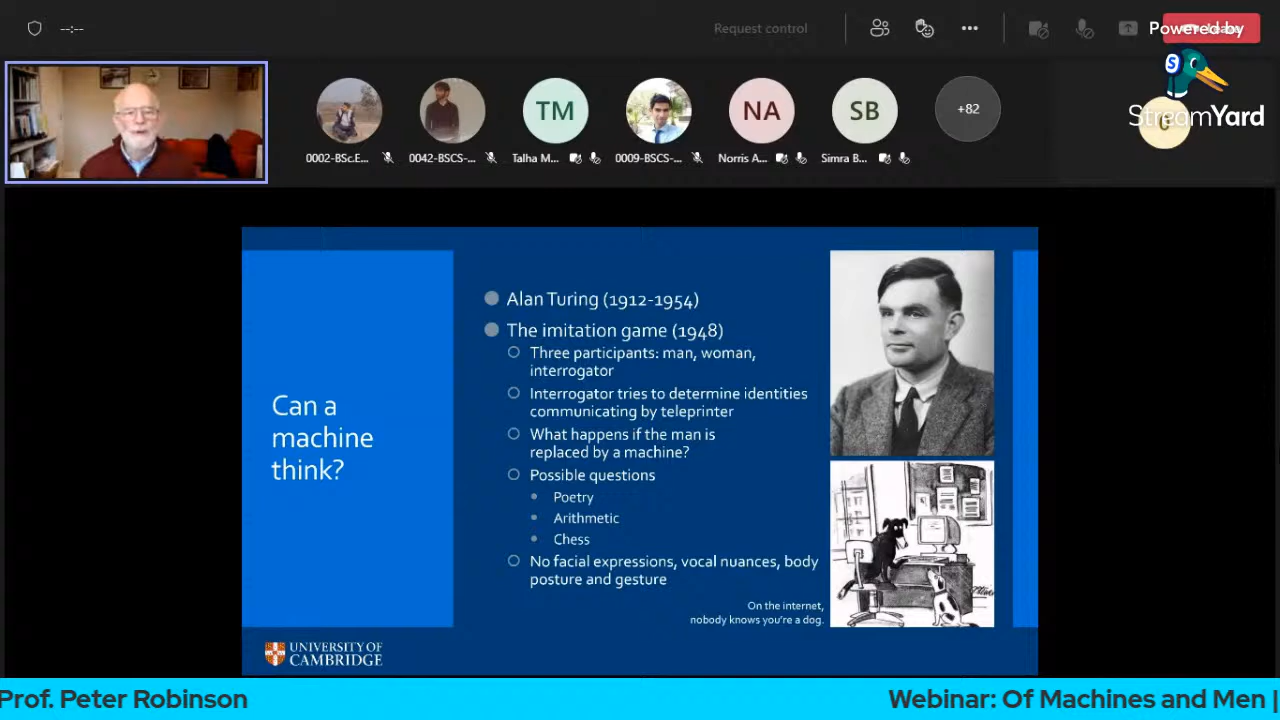 --:--
Request control
Powered by
StreamYard
TM
NA
SB
+82
0002-BSc.E...
0042-BSCS-...
Talha M...
0009-BSCS-...
Norris A...
Simra B...
Can a
machine
think?
Alan Turing (1912-1954)
The imitation game (1948)
Three participants: man, woman,
interrogator
Interrogator tries to determine identities
communicating by teleprinter
What happens if the man is
replaced by a machine?
Possible questions
Poetry
Arithmetic
Chess
No facial expressions, vocal nuances, body
posture and gesture
On the internet,
nobody knows you're a dog.
UNIVERSITY OF
CAMBRIDGE
Prof. Peter Robinson
Webinar: Of Machines and Men |